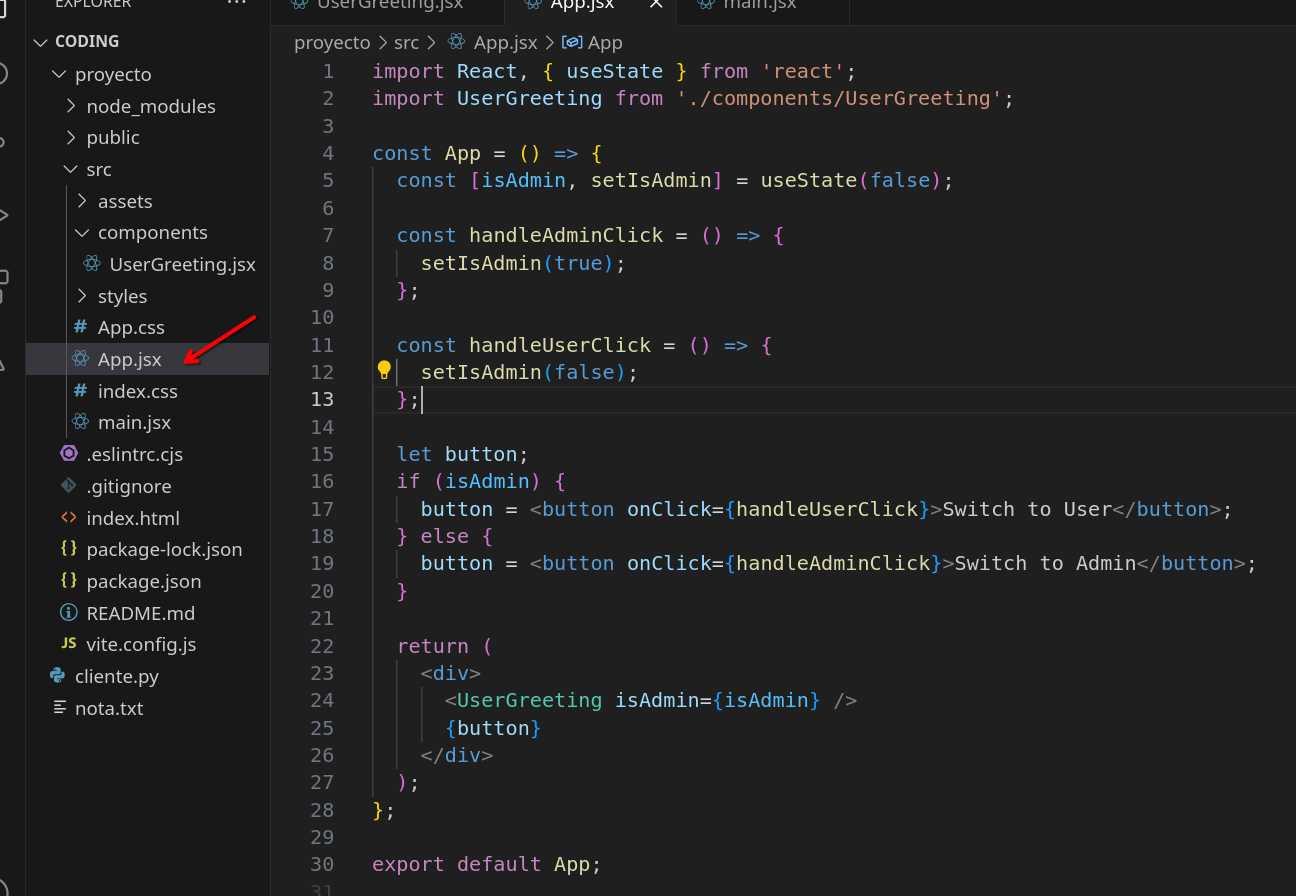 EXPLORER
CODING
proyecto
node_modules
public
src
assets
components
UserGreeting.jsx
styles
# App.css
App.jsx
# index.css
main.jsx
.eslintrc.cjs
.gitignore
<> index.html
{} package-lock.json
{} package.json
README.md
JS vite.config.js
cliente.py
nota.txt
UserGreeting.jsx App.jsx main.jsx
proyecto > src > App.jsx > App
1 import React, { useState } from 'react';
2 import UserGreeting from './components/UserGreeting';
3
4 const App = () => {
5 const [isAdmin, setIsAdmin] = useState(false);
6
7 const handleAdminClick = () => {
8 setIsAdmin(true);
9 };
10
11 const handleUserClick = () => {
12 setIsAdmin(false);
13 };
14
15 let button;
16 if (isAdmin) {
17 button = <button onClick={handleUserClick}>Switch to User</button>;
18 } else {
19 button = <button onClick={handleAdminClick}>Switch to Admin</button>;
20 }
21
22 return (
23 <div>
24 <UserGreeting isAdmin={isAdmin} />
25 {button}
26 </div>
27 );
28 };
29
30 export default App;
31